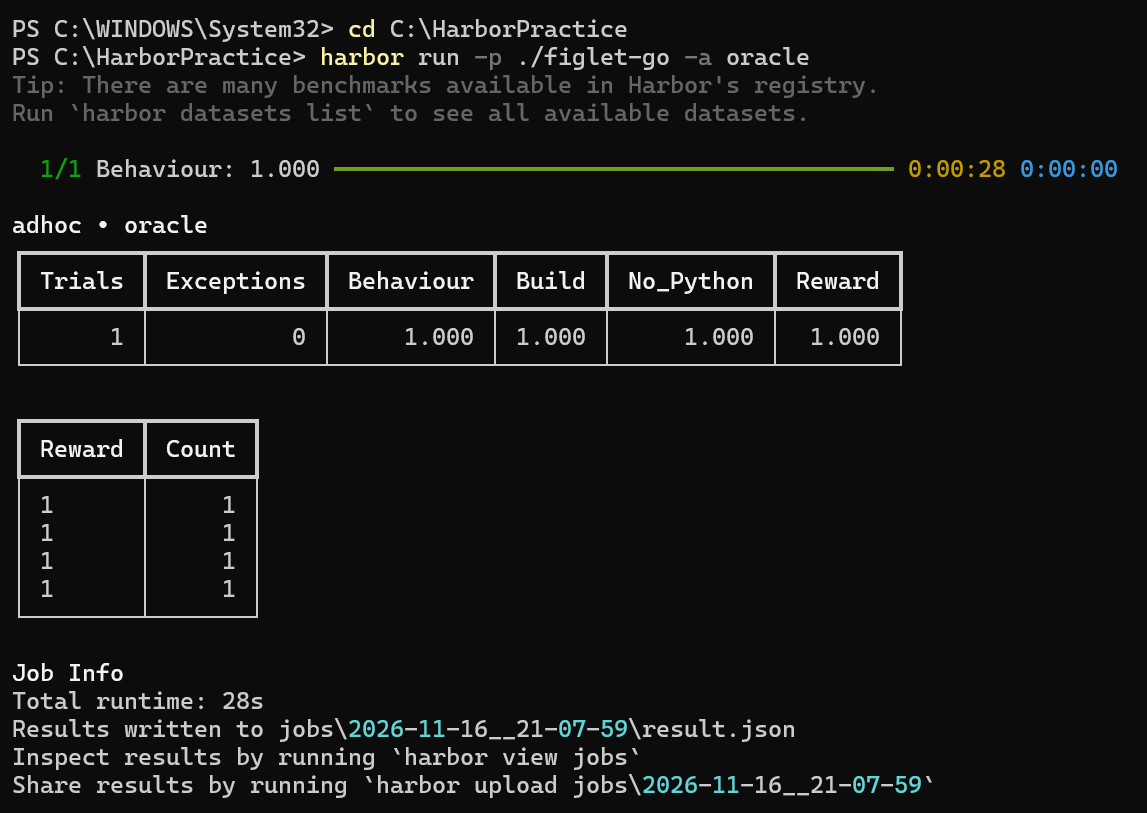 PS C:\WINDOWS\System32> cd C:\HarborPractice
PS C:\HarborPractice> harbor run -p ./figlet-go -a oracle
Tip: There are many benchmarks available in Harbor's registry.
Run `harbor datasets list` to see all available datasets.
1/1 Behaviour: 1.000 0:00:28 0:00:00
adhoc • oracle
Trials Exceptions Behaviour Build No_Python Reward
1 0 1.000 1.000 1.000 1.000
Reward Count
1 1
1 1
1 1
1 1
Job Info
Total runtime: 28s
Results written to jobs\2026-11-16__21-07-59\result.json
Inspect results by running `harbor view jobs`
Share results by running `harbor upload jobs\2026-11-16__21-07-59`